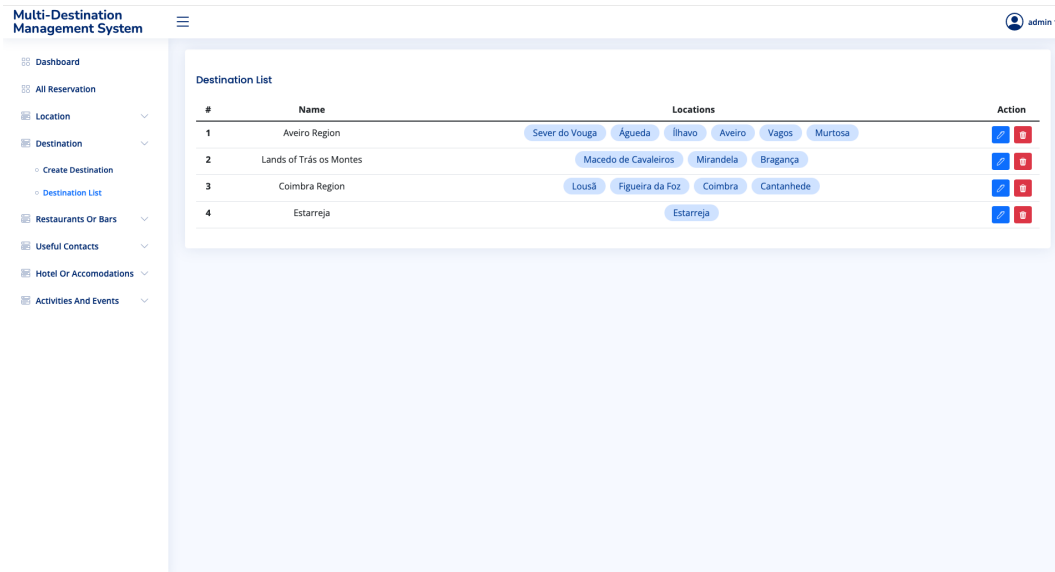 Multi-Destination
Management System
admin
Dashboard
All Reservation
Location
Destination
Create Destination
Destination List
Restaurants Or Bars
Useful Contacts
Hotel Or Accomodations
Activities And Events
Destination List
# Name Locations Action
1 Aveiro Region Sever do Vouga Águeda Ílhavo Aveiro Vagos Murtosa
2 Lands of Trás os Montes Macedo de Cavaleiros Mirandela Bragança
3 Coimbra Region Lousã Figueira da Foz Coimbra Cantanhede
4 Estarreja Estarreja